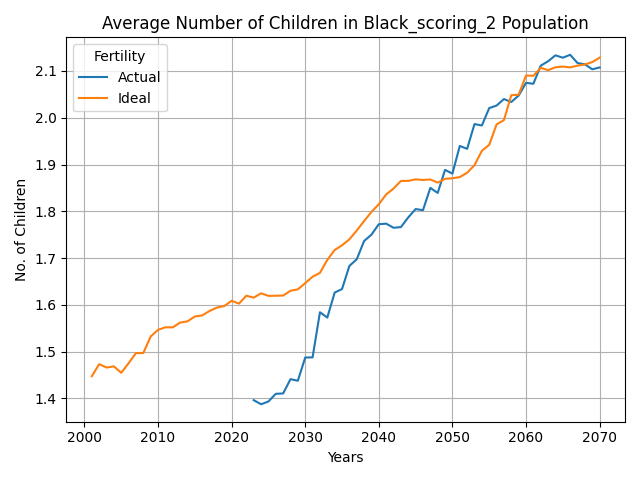 Average Number of Children in Black_scoring_2 Population
Fertility
Actual
Ideal
No. of Children
2.1
2.0
1.9
1.8
1.7
1.6
1.5
1.4
2000 2010 2020 2030 2040 2050 2060 2070
Years